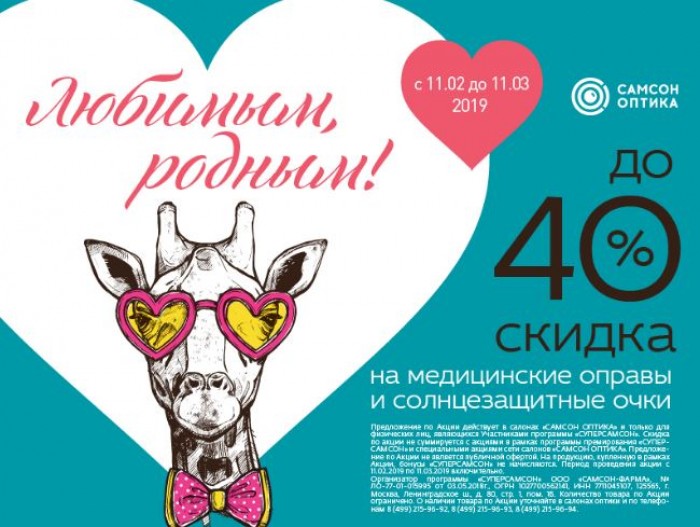 Любимым,
родным!
с 11.02 до 11.03
2019
САМСОН
ОПТИКА
до
40%
скидка
на медицинские оправы
и солнцезащитные очки
Предложение по Акции действует в салонах «САМСОН ОПТИКА» и только для
физических лиц, являющихся Участниками программы «СУПЕРСАМСОН». Скидка
по акции не суммируется с акциями в рамках программы премирования «СУПЕР-
САМСОН» и специальными акциями сети салонов «САМСОН ОПТИКА». Предложе-
ние по Акции не является публичной офертой. На продукцию, купленную в рамках
Акции, бонусы «СУПЕРСАМСОН» не начисляются. Период проведения акции с
11.02.2019 по 11.03.2019 включительно.
Организатор программы «СУПЕРСАМСОН» ООО «САМСОН-ФАРМА», №
ЛО-77-01-015995 от 03.05.2018г., ОГРН 1027700562141, ИНН 7711045107, 125565, г.
Москва, Ленинградское ш., д. 80, стр. 1, пом. 16. Количество товара по Акции
ограничено. О наличии товара по Акции уточняйте в салонах оптики и по телефо-
нам 8 (499) 215-96-92, 8 (499) 215-96-93, 8 (499) 215-96-94.